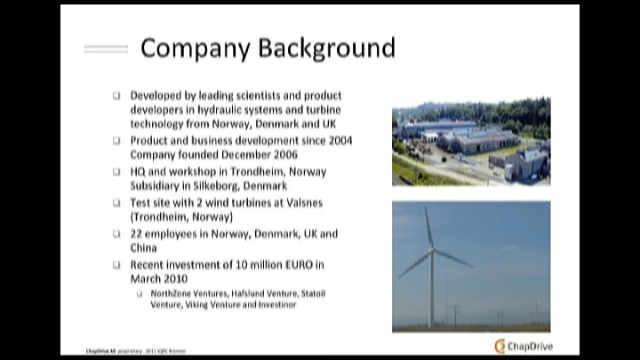 Company Background
❑ Developed by leading scientists and product
developers in hydraulic systems and turbine
technology from Norway, Denmark and UK
❑ Product and business development since 2004
Company founded December 2006
❑ HQ and workshop in Trondheim, Norway
Subsidiary in Silkeborg, Denmark
❑ Test site with 2 wind turbines at Valsnes
(Trondheim, Norway)
❑ 22 employees in Norway, Denmark, UK and
China
❑ Recent investment of 10 million EURO in
March 2010
❑ NorthZone Ventures, Hafslund Venture, Statoil
Venture, Viking Venture and Investinor
ChapDrive AS proprietary 2011 IQPC Bremen
ChapDrive